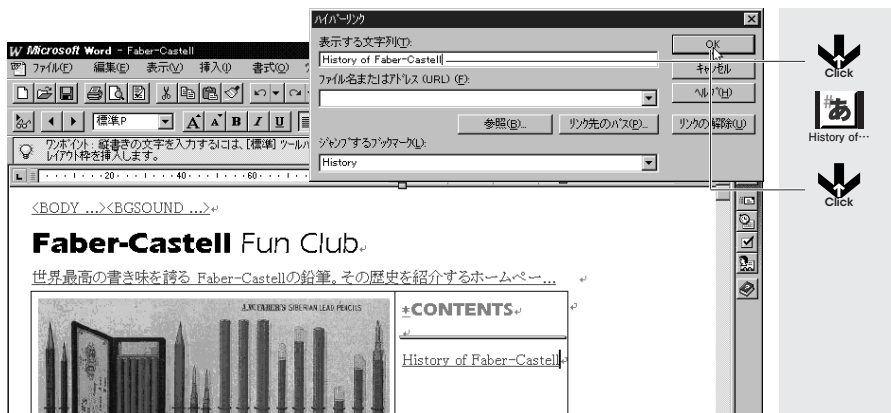 ハイパーリンク
表示する文字列(T):
History of Faber-Castell
ファイル名またはアドレス (URL) (F):
参照(B)...
リンク先のパス(P)...
ジャンプするブックマーク(L):
History
OK
キャンセル
ヘルプ(H)
リンクの解除(U)
Microsoft Word - Faber-Castell
ファイル(F) 編集(E) 表示(V) 挿入(I) 書式(O)
標準P
A A B I U
ワンポイント: 縦書きの文字を入力するには、[標準] ツールバ
レイアウト枠を挿入します。
20 40 60 80
<BODY ...><BGSOUND ...>
Faber-Castell Fun Club
世界最高の書き味を誇る Faber-Castellの鉛筆。その歴史を紹介するホームペー...
A.W.FABER'S SIBERIAN LEAD PENCILS
*CONTENTS
History of Faber-Castell
Click
#あ
History of…
Click